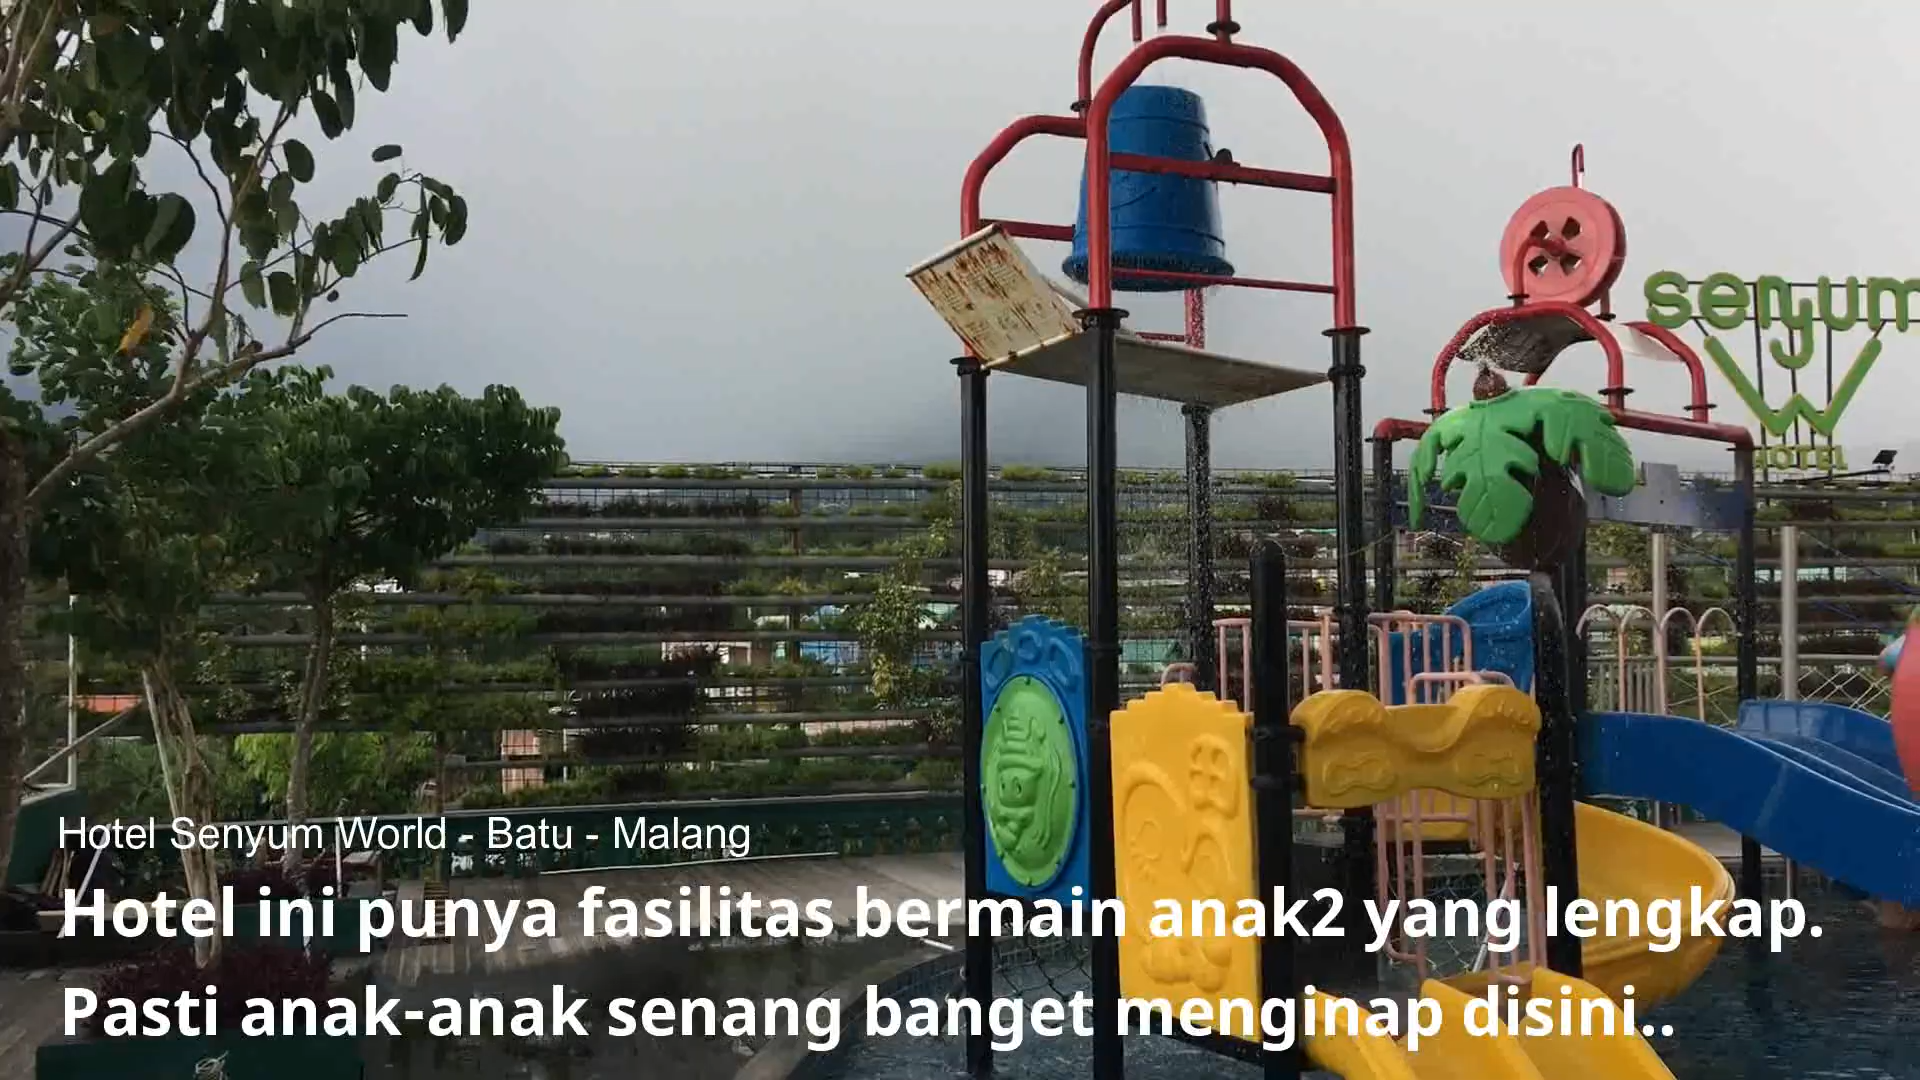 senyum
W
HOTEL
Hotel Senyum World - Batu - Malang
Hotel ini punya fasilitas bermain anak2 yang lengkap.
Pasti anak-anak senang banget menginap disini..